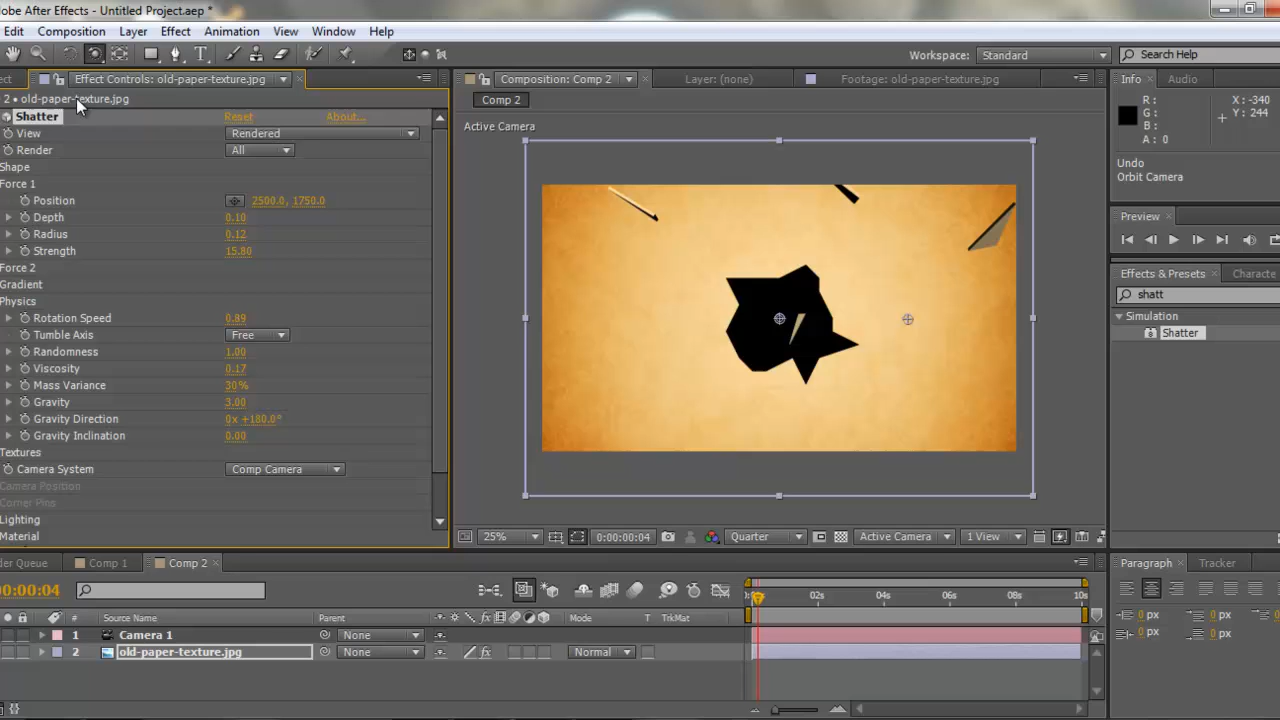 dobe After Effects - Untitled Project.aep *
Edit Composition Layer Effect Animation View Window Help
Workspace: Standard Search Help
ect Effect Controls: old-paper-texture.jpg
2 • old-paper-texture.jpg
Shatter Reset About...
View Rendered
Render All
Shape
Force 1
Position 2500.0, 1750.0
Depth 0.10
Radius 0.12
Strength 15.80
Force 2
Gradient
Physics
Rotation Speed 0.89
Tumble Axis Free
Randomness 1.00
Viscosity 0.17
Mass Variance 30%
Gravity 3.00
Gravity Direction 0x +180.0°
Gravity Inclination 0.00
Textures
Camera System Comp Camera
Camera Position
Corner Pins
Lighting
Material
Composition: Comp 2 Layer: (none) Footage: old-paper-texture.jpg
Comp 2
Active Camera
25% 0:00:00:04 Quarter Active Camera 1 View
Info Audio
R: X: -340
G: Y: 244
B:
A: 0
Undo
Orbit Camera
Preview
Effects & Presets Characte
shatt
Simulation
Shatter
der Queue Comp 1 Comp 2
00:00:04
02s 04s 06s 08s 10s
# Source Name Parent Mode T TrkMat
1 Camera 1 None
2 old-paper-texture.jpg None Normal
Paragraph Tracker
0 px 0 px 0
0 px 0 px